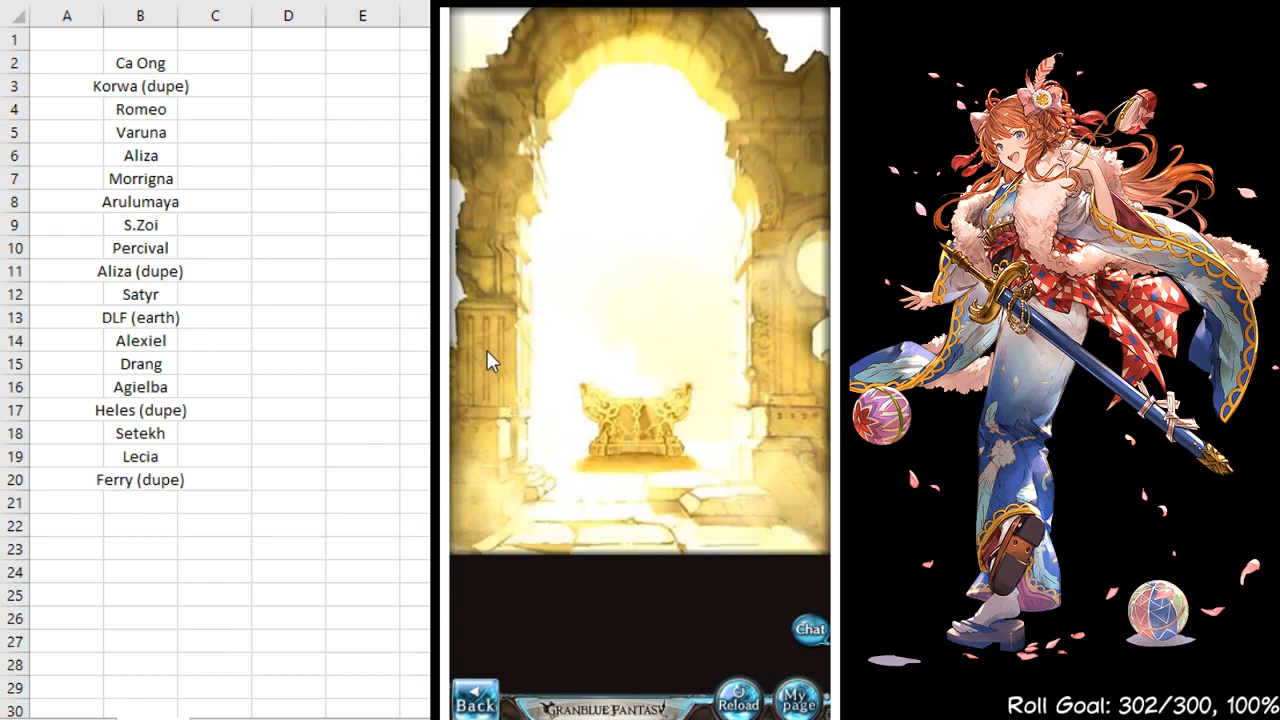 A B C D E
1
2 Ca Ong
3 Korwa (dupe)
4 Romeo
5 Varuna
6 Aliza
7 Morrigna
8 Arulumaya
9 S.Zoi
10 Percival
11 Aliza (dupe)
12 Satyr
13 DLF (earth)
14 Alexiel
15 Drang
16 Agielba
17 Heles (dupe)
18 Setekh
19 Lecia
20 Ferry (dupe)
21
22
23
24
25
26
27
28
29
30
Chat
Back
GRANBLUE FANTASY
Reload
My page
Roll Goal: 302/300, 100%